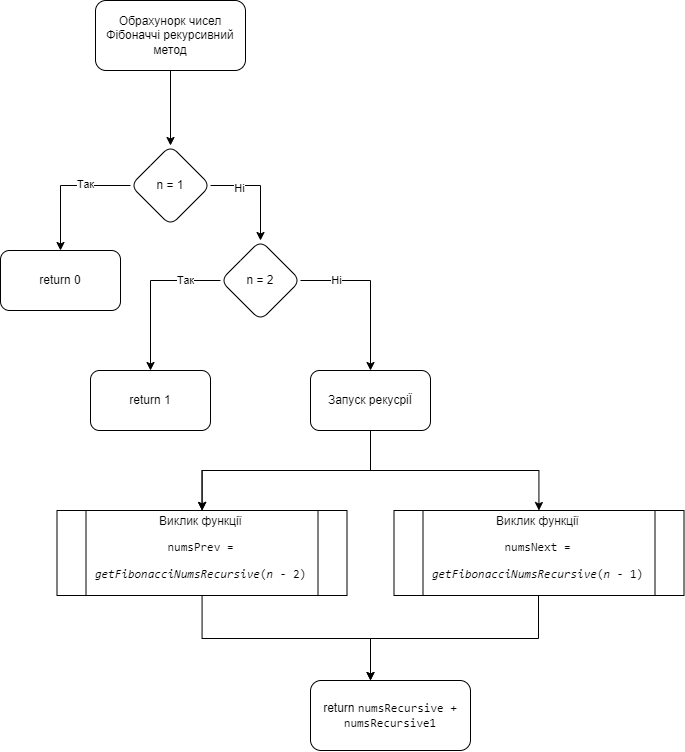 Обрахунорк чисел
Фібоначчі рекурсивний
метод
n = 1
Так
Ні
return 0
n = 2
Так
Ні
return 1
Запуск рекусрії
Виклик функції
numsPrev =
getFibonacciNumsRecursive(n - 2)
Виклик функції
numsNext =
getFibonacciNumsRecursive(n - 1)
return numsRecursive +
numsRecursive1